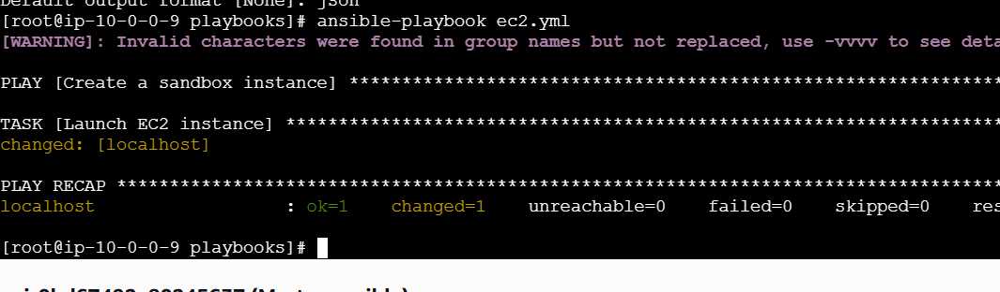 Default output format [None]: json
[root@ip-10-0-0-9 playbooks]# ansible-playbook ec2.yml
[WARNING]: Invalid characters were found in group names but not replaced, use -vvvv to see deta
PLAY [Create a sandbox instance] *****************************************************************
TASK [Launch EC2 instance] ***********************************************************************
changed: [localhost]
PLAY RECAP ***************************************************************************************
localhost : ok=1 changed=1 unreachable=0 failed=0 skipped=0 res
[root@ip-10-0-0-9 playbooks]#